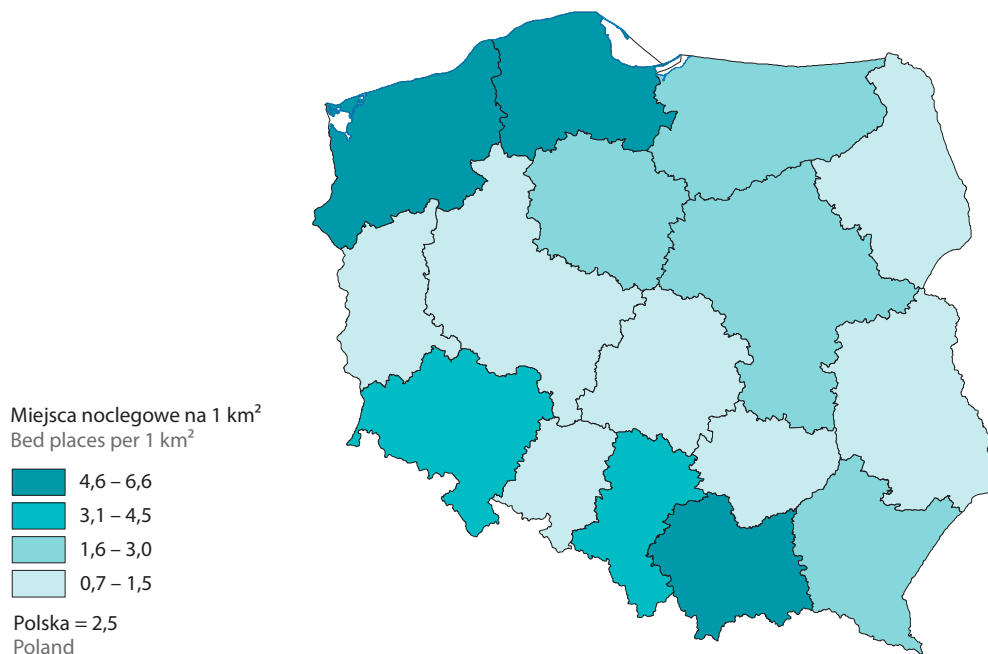 Miejsca noclegowe na 1 km²
Bed places per 1 km²
4,6 – 6,6
3,1 – 4,5
1,6 – 3,0
0,7 – 1,5
Polska = 2,5
Poland